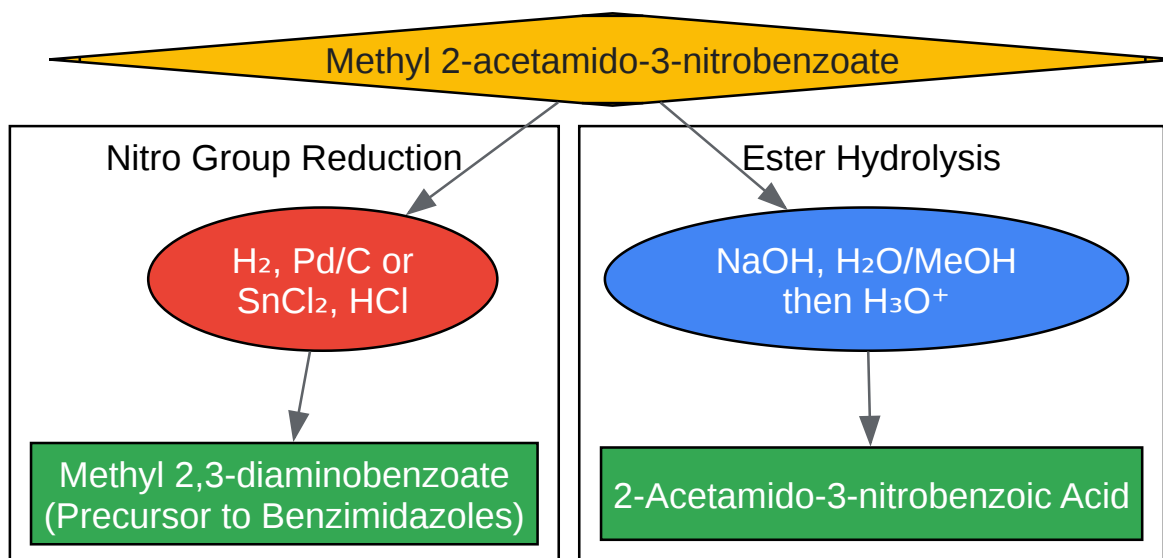 Methyl 2-acetamido-3-nitrobenzoate
Nitro Group Reduction
H₂, Pd/C or
SnCl₂, HCl
Methyl 2,3-diaminobenzoate
(Precursor to Benzimidazoles)
Ester Hydrolysis
NaOH, H₂O/MeOH
then H₃O⁺
2-Acetamido-3-nitrobenzoic Acid